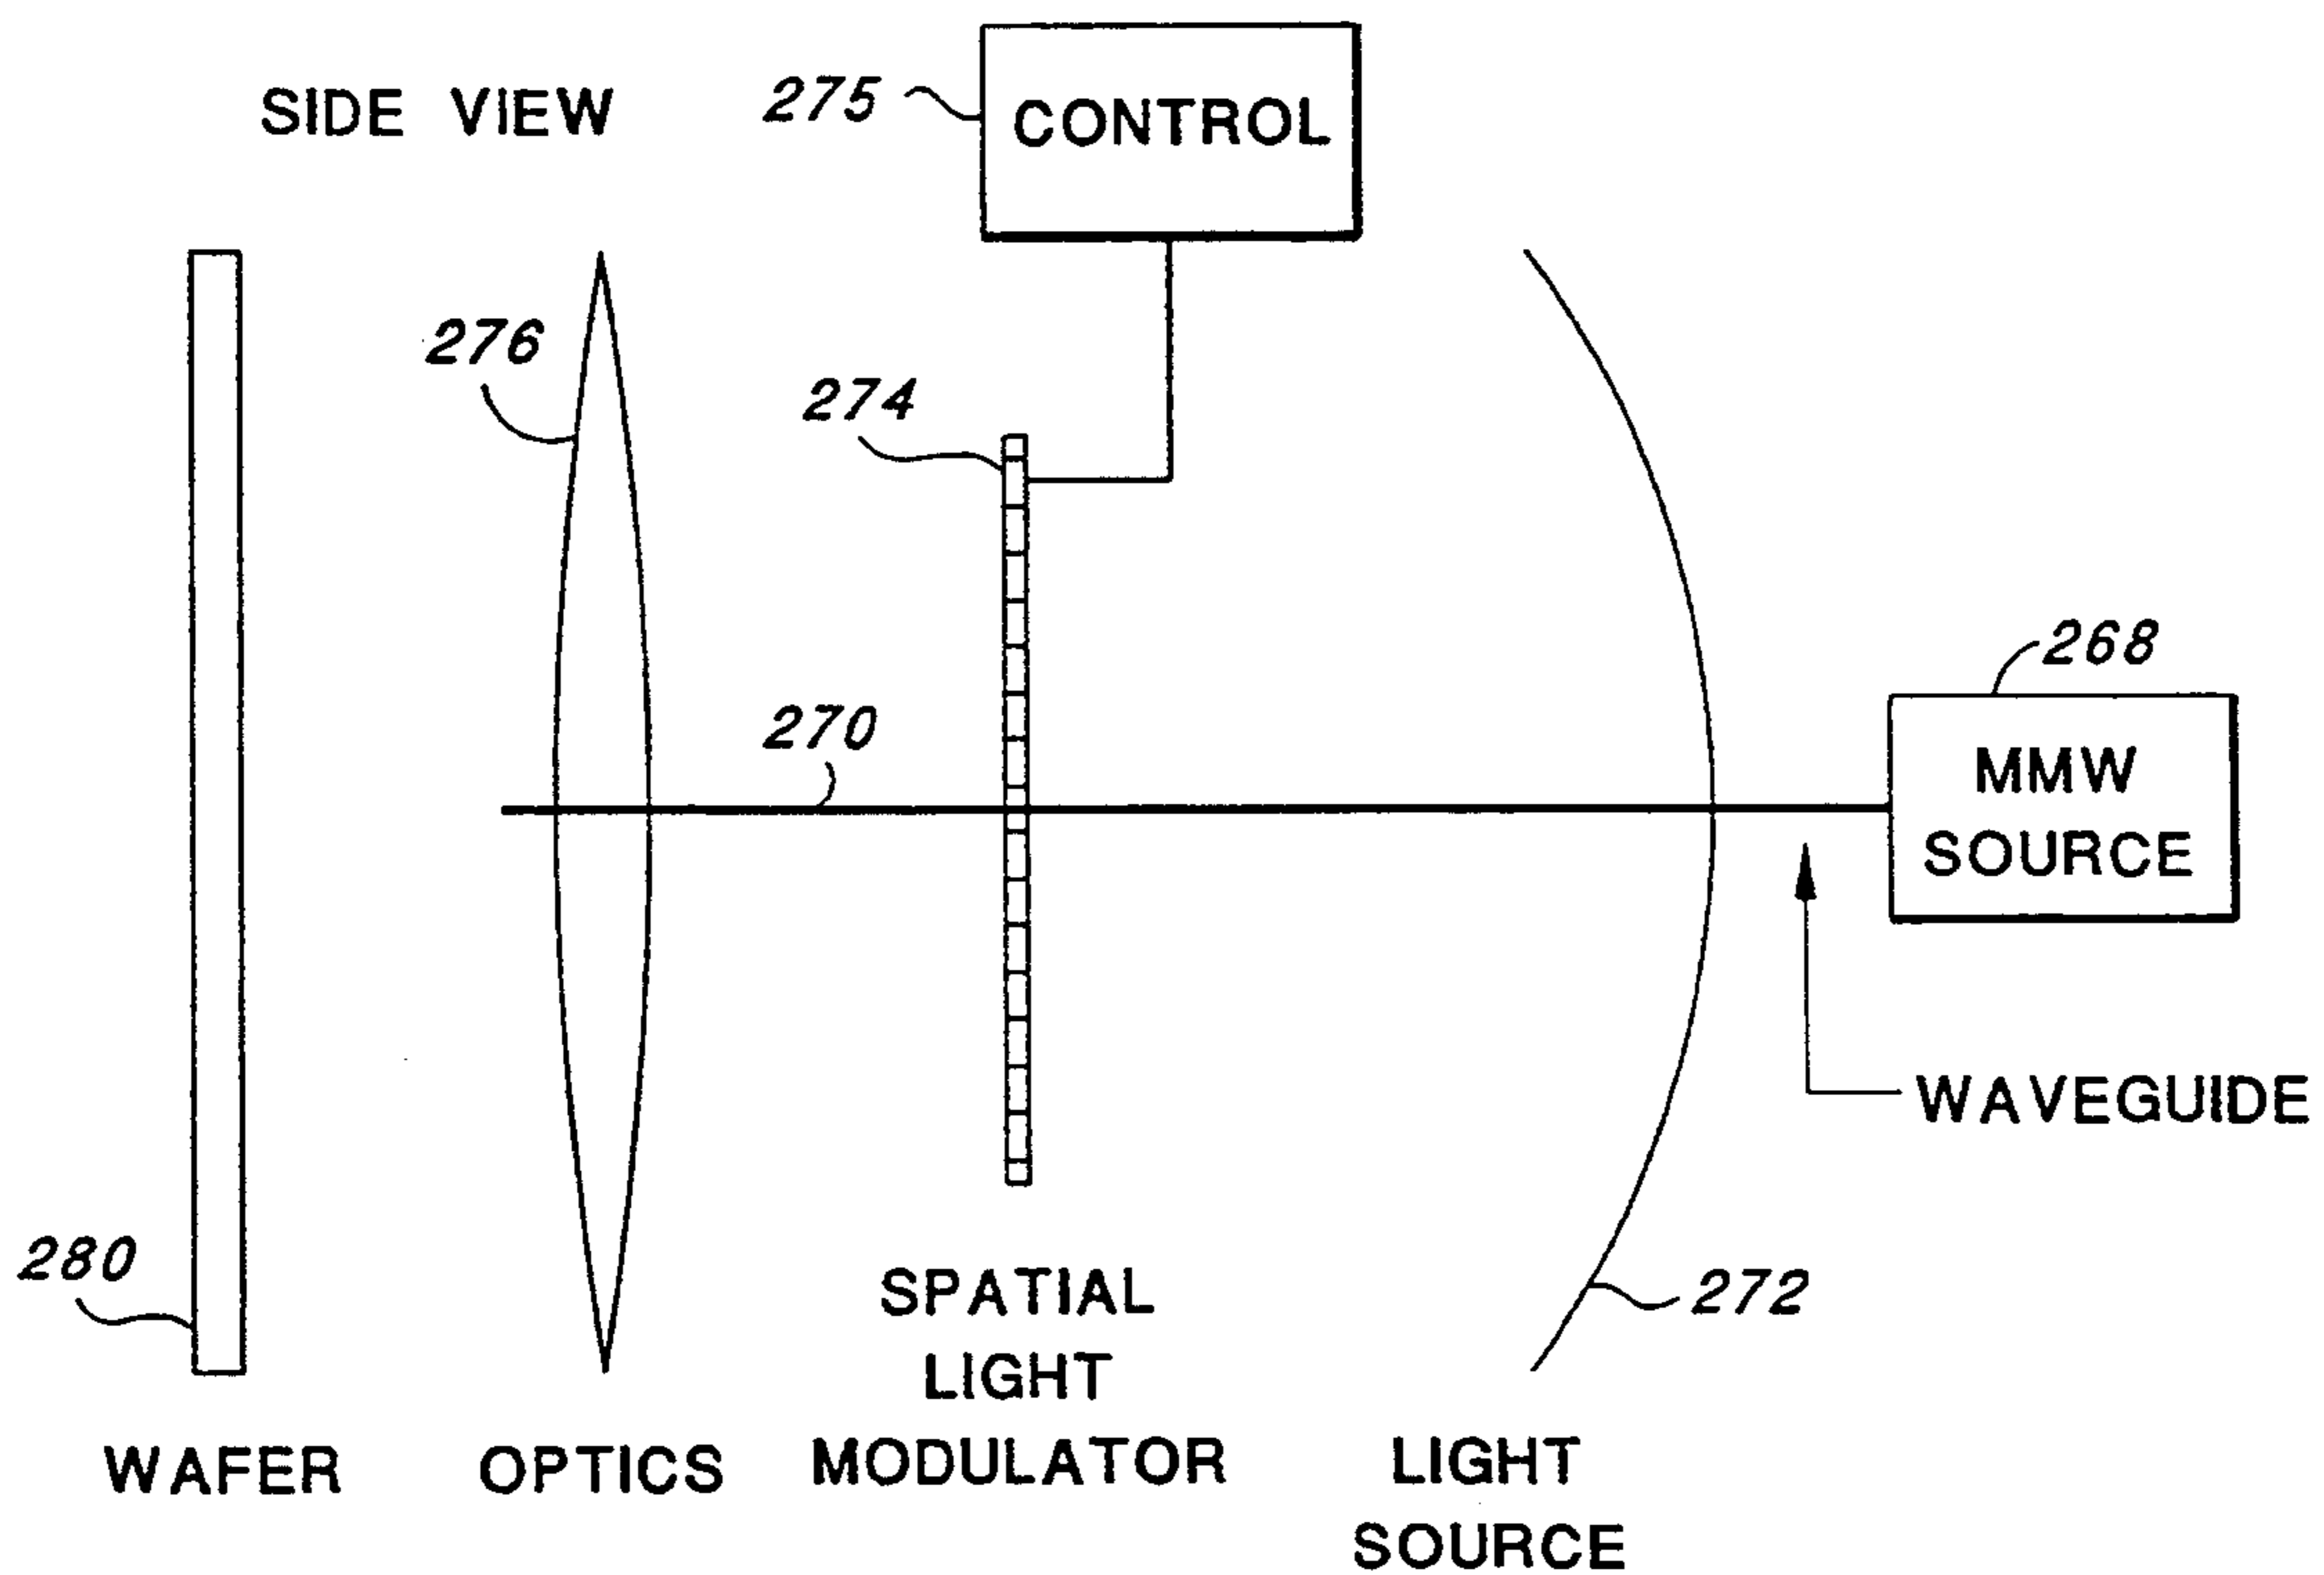 SIDE VIEW
275
CONTROL
276
274
268
270
MMW
SOURCE
WAVEGUIDE
280
272
WAFER
OPTICS
SPATIAL
LIGHT
MODULATOR
LIGHT
SOURCE